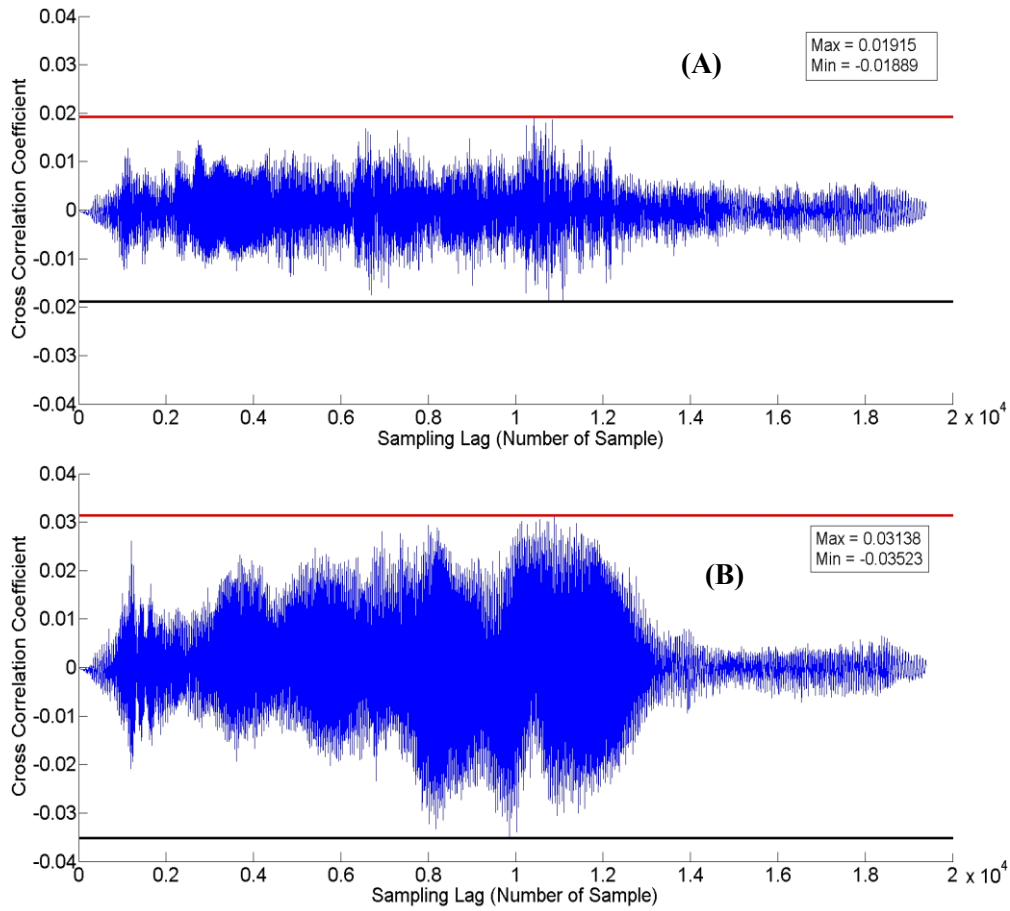 0.04
0.03
0.02
0.01
0
-0.01
-0.02
-0.03
-0.04
Cross Correlation Coefficient
(A)
Max = 0.01915
Min = -0.01889
0 0.2 0.4 0.6 0.8 1 1.2 1.4 1.6 1.8 2 x 10^4
Sampling Lag (Number of Sample)
0.04
0.03
0.02
0.01
0
-0.01
-0.02
-0.03
-0.04
Cross Correlation Coefficient
Max = 0.03138
Min = -0.03523
(B)
0 0.2 0.4 0.6 0.8 1 1.2 1.4 1.6 1.8 2 x 10^4
Sampling Lag (Number of Sample)